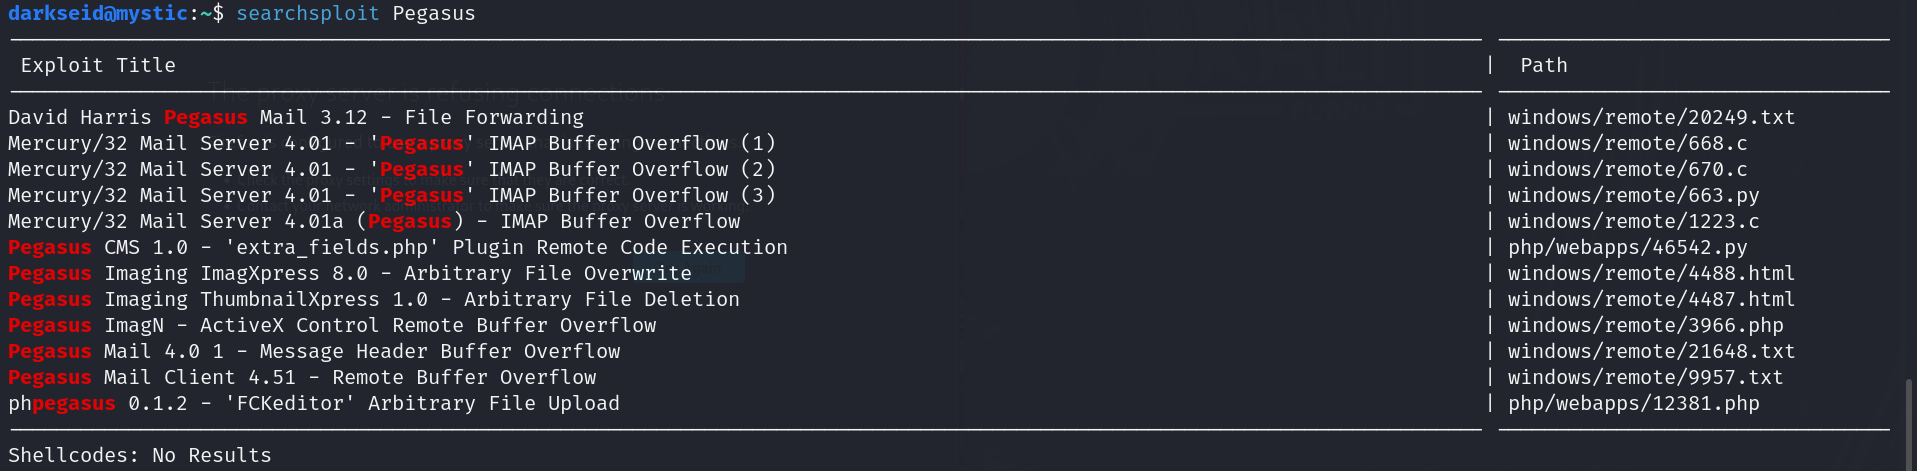 darkseid@mystic:~$ searchsploit Pegasus
Exploit Title | Path
The proxy server is refusing connections
David Harris Pegasus Mail 3.12 - File Forwarding | windows/remote/20249.txt
Mercury/32 Mail Server 4.01 - 'Pegasus' IMAP Buffer Overflow (1) | windows/remote/668.c
Mercury/32 Mail Server 4.01 - 'Pegasus' IMAP Buffer Overflow (2) | windows/remote/670.c
Mercury/32 Mail Server 4.01 - 'Pegasus' IMAP Buffer Overflow (3) | windows/remote/663.py
Mercury/32 Mail Server 4.01a (Pegasus) - IMAP Buffer Overflow | windows/remote/1223.c
Pegasus CMS 1.0 - 'extra_fields.php' Plugin Remote Code Execution | php/webapps/46542.py
Pegasus Imaging ImagXpress 8.0 - Arbitrary File Overwrite | windows/remote/4488.html
Pegasus Imaging ThumbnailXpress 1.0 - Arbitrary File Deletion | windows/remote/4487.html
Pegasus ImagN - ActiveX Control Remote Buffer Overflow | windows/remote/3966.php
Pegasus Mail 4.0 1 - Message Header Buffer Overflow | windows/remote/21648.txt
Pegasus Mail Client 4.51 - Remote Buffer Overflow | windows/remote/9957.txt
phpegasus 0.1.2 - 'FCKeditor' Arbitrary File Upload | php/webapps/12381.php
Shellcodes: No Results